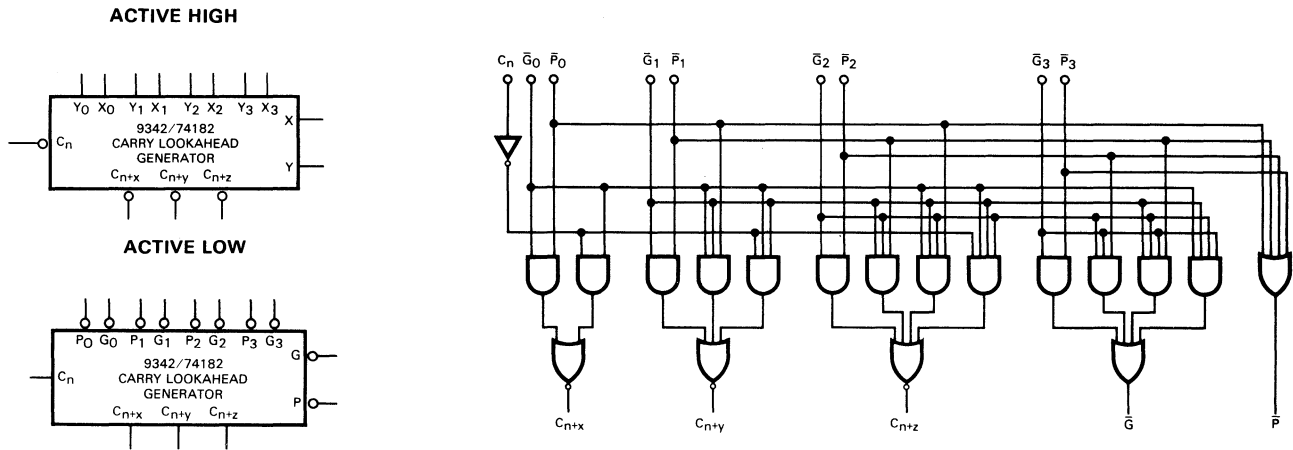 ACTIVE HIGH
Y0 X0 Y1 X1 Y2 X2 Y3 X3
X
9342/74182
Cn
CARRY LOOKAHEAD
GENERATOR
Y
Cn+x Cn+y Cn+z
ACTIVE LOW
P0 G0 P1 G1 P2 G2 P3 G3
G
9342/74182
Cn
CARRY LOOKAHEAD
GENERATOR
P
Cn+x Cn+y Cn+z
Cn G̅0 P̅0 G̅1 P̅1 G̅2 P̅2 G̅3 P̅3
Cn+x Cn+y Cn+z G̅ P̅